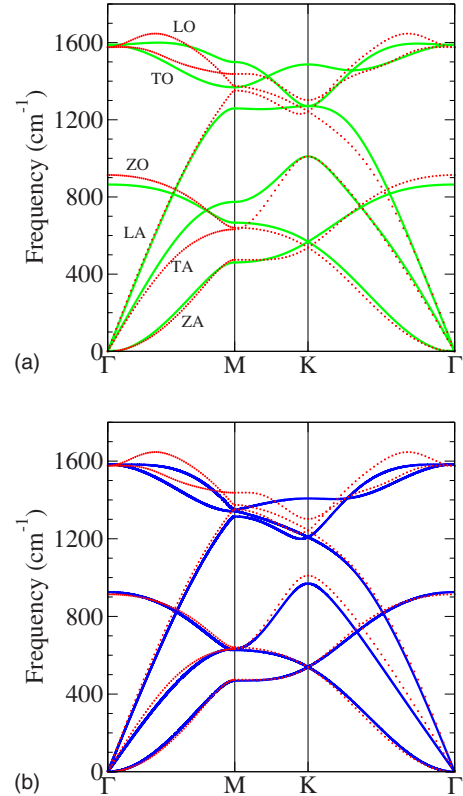 1600
1200
800
400
0
Frequency (cm⁻¹)
LO
TO
ZO
LA
TA
ZA
(a)
Γ M K Γ
1600
1200
800
400
0
Frequency (cm⁻¹)
(b)
Γ M K Γ